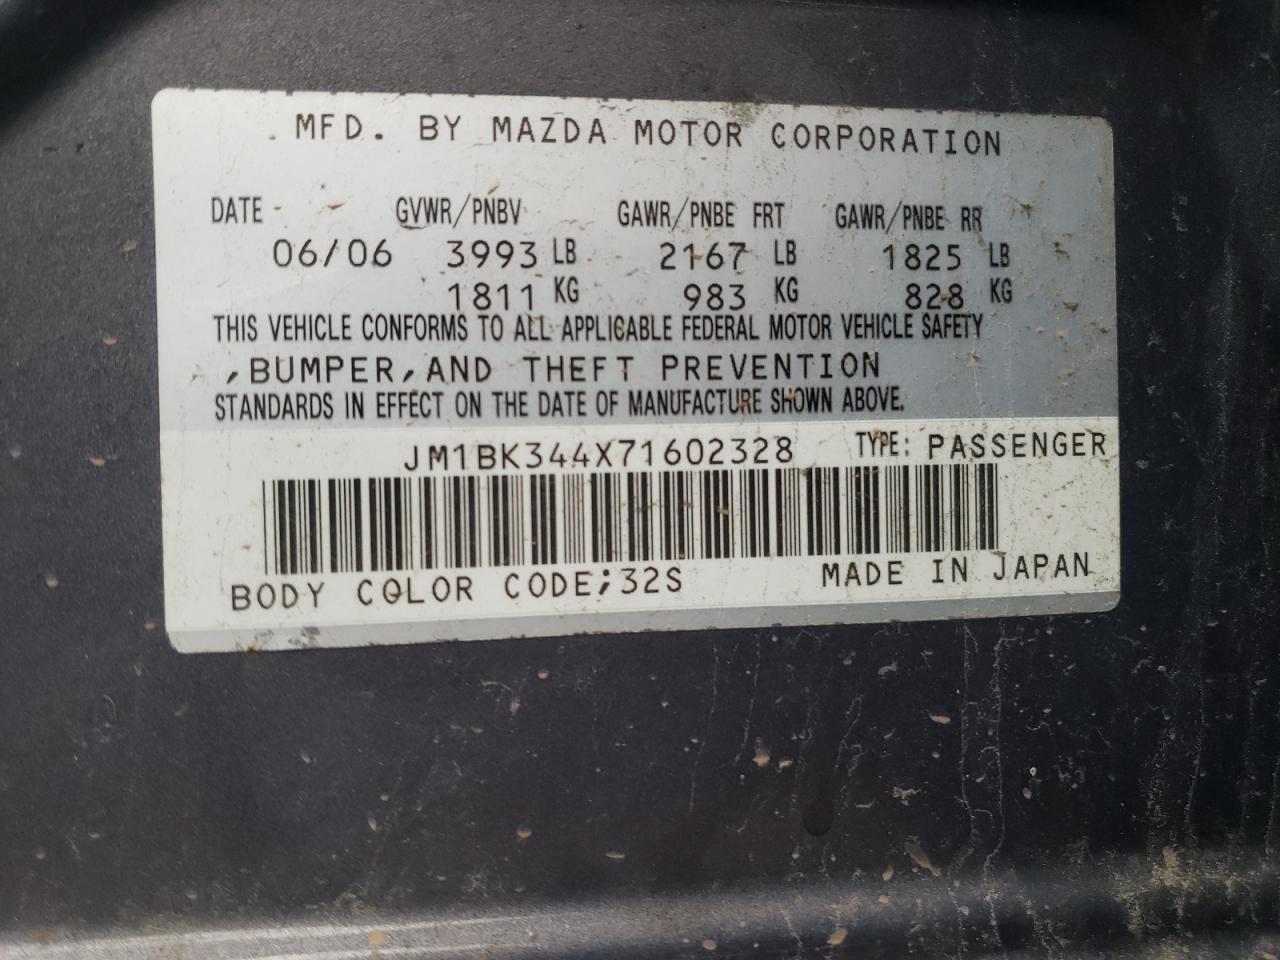 MFD. BY MAZDA MOTOR CORPORATION
DATE GVWR/PNBV GAWR/PNBE FRT GAWR/PNBE RR
06/06 3993 LB 2167 LB 1825 LB
1811 KG 983 KG 828 KG
THIS VEHICLE CONFORMS TO ALL APPLICABLE FEDERAL MOTOR VEHICLE SAFETY
,BUMPER,AND THEFT PREVENTION
STANDARDS IN EFFECT ON THE DATE OF MANUFACTURE SHOWN ABOVE.
JM1BK344X71602328 TYPE: PASSENGER
BODY COLOR CODE;32S MADE IN JAPAN